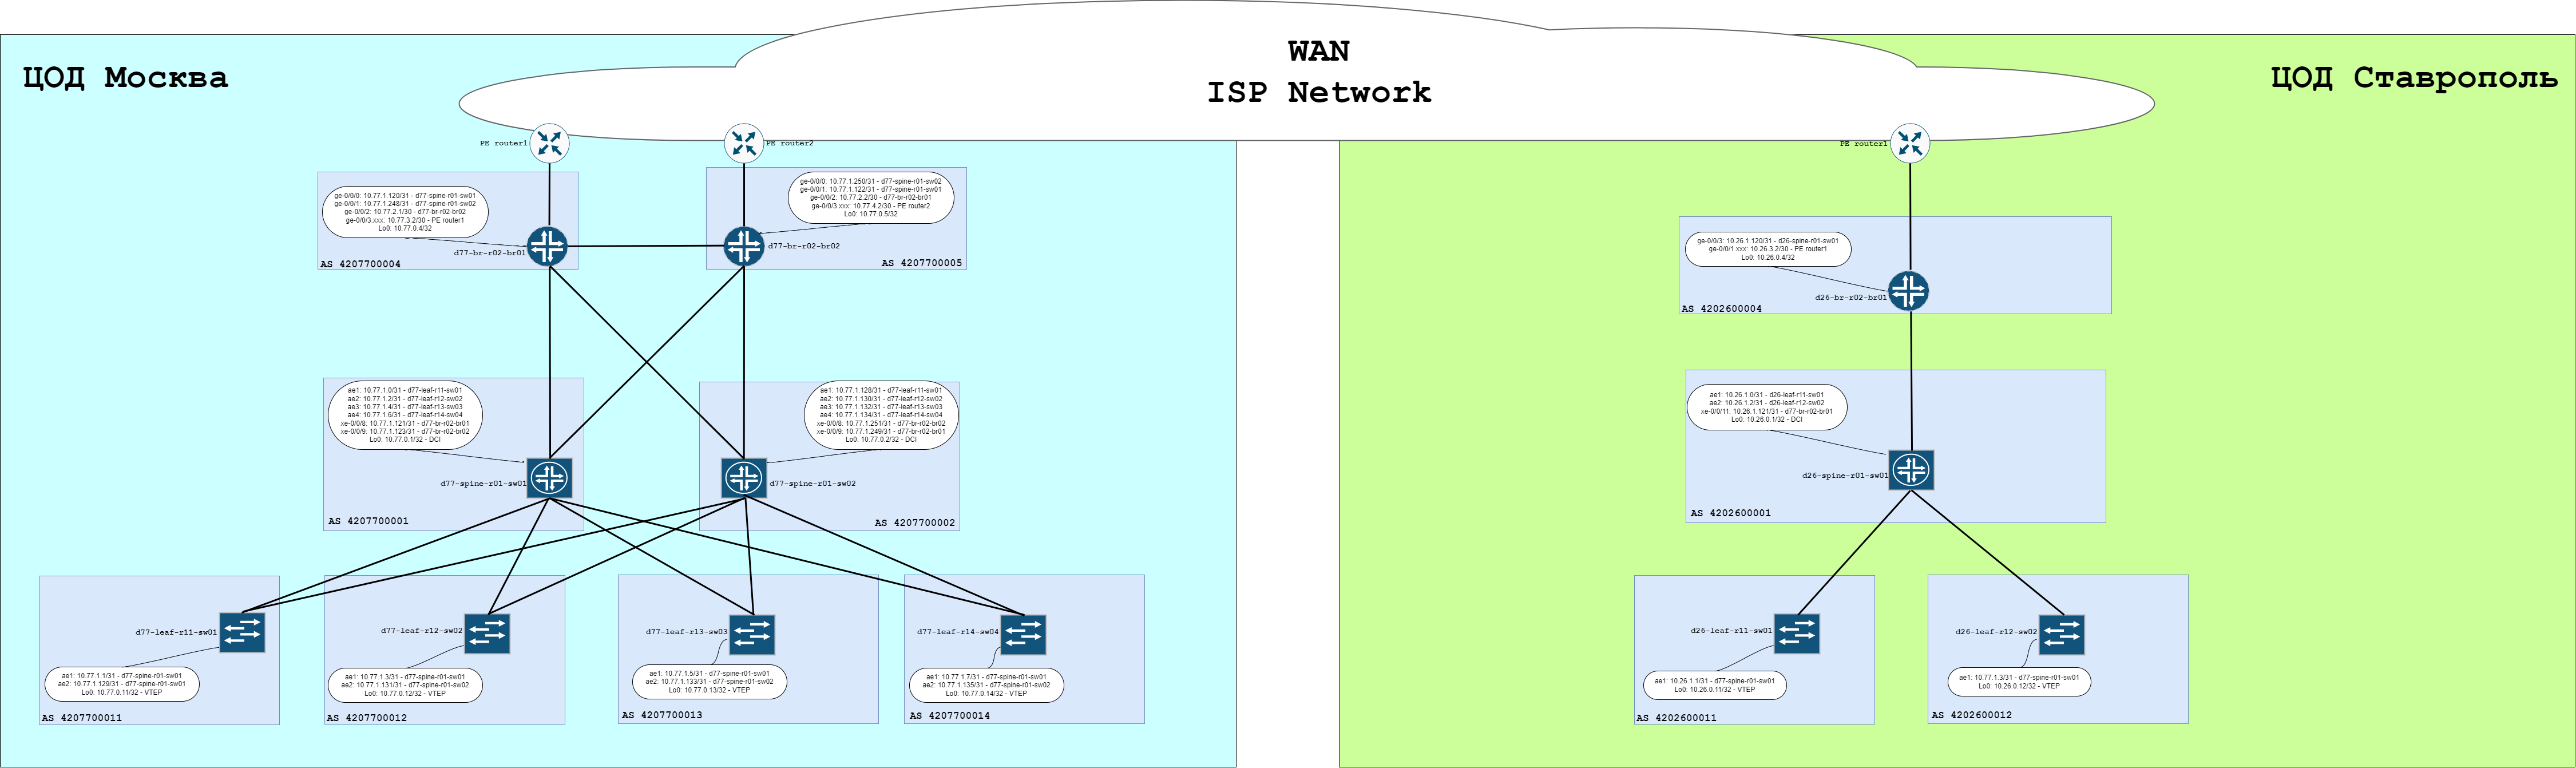 WAN
ISP Network
ЦОД Москва
ЦОД Ставрополь
PE router1
PE router2
PE router1
ge-0/0/0: 10.77.1.120/31 - d77-spine-r01-sw01
ge-0/0/1: 10.77.1.248/31 - d77-spine-r01-sw02
ge-0/0/2: 10.77.2.1/30 - d77-br-r02-br02
ge-0/0/3.xxx: 10.77.3.2/30 - PE router1
Lo0: 10.77.0.4/32
d77-br-r02-br01
AS 4207700004
ge-0/0/0: 10.77.1.250/31 - d77-spine-r01-sw02
ge-0/0/1: 10.77.1.122/31 - d77-spine-r01-sw01
ge-0/0/2: 10.77.2.2/30 - d77-br-r02-br01
ge-0/0/3.xxx: 10.77.4.2/30 - PE router2
Lo0: 10.77.0.5/32
d77-br-r02-br02
AS 4207700005
ge-0/0/3: 10.26.1.120/31 - d26-spine-r01-sw01
ge-0/0/1.xxx: 10.26.3.2/30 - PE router1
Lo0: 10.26.0.4/32
d26-br-r02-br01
AS 4202600004
ae1: 10.77.1.0/31 - d77-leaf-r11-sw01
ae2: 10.77.1.2/31 - d77-leaf-r12-sw02
ae3: 10.77.1.4/31 - d77-leaf-r13-sw03
ae4: 10.77.1.6/31 - d77-leaf-r14-sw04
xe-0/0/8: 10.77.1.121/31 - d77-br-r02-br01
xe-0/0/9: 10.77.1.123/31 - d77-br-r02-br02
Lo0: 10.77.0.1/32 - DCI
d77-spine-r01-sw01
AS 4207700001
ae1: 10.77.1.128/31 - d77-leaf-r11-sw01
ae2: 10.77.1.130/31 - d77-leaf-r12-sw02
ae3: 10.77.1.132/31 - d77-leaf-r13-sw03
ae4: 10.77.1.134/31 - d77-leaf-r14-sw04
xe-0/0/8: 10.77.1.251/31 - d77-br-r02-br02
xe-0/0/9: 10.77.1.249/31 - d77-br-r02-br01
Lo0: 10.77.0.2/32 - DCI
d77-spine-r01-sw02
AS 4207700002
ae1: 10.26.1.0/31 - d26-leaf-r11-sw01
ae2: 10.26.1.2/31 - d26-leaf-r12-sw02
xe-0/0/11: 10.26.1.121/31 - d77-br-r02-br01
Lo0: 10.26.0.1/32 - DCI
d26-spine-r01-sw01
AS 4202600001
d77-leaf-r11-sw01
ae1: 10.77.1.1/31 - d77-spine-r01-sw01
ae2: 10.77.1.129/31 - d77-spine-r01-sw01
Lo0: 10.77.0.11/32 - VTEP
AS 4207700011
d77-leaf-r12-sw02
ae1: 10.77.1.3/31 - d77-spine-r01-sw01
ae2: 10.77.1.131/31 - d77-spine-r01-sw02
Lo0: 10.77.0.12/32 - VTEP
AS 4207700012
d77-leaf-r13-sw03
ae1: 10.77.1.5/31 - d77-spine-r01-sw01
ae2: 10.77.1.133/31 - d77-spine-r01-sw02
Lo0: 10.77.0.13/32 - VTEP
AS 4207700013
d77-leaf-r14-sw04
ae1: 10.77.1.7/31 - d77-spine-r01-sw01
ae2: 10.77.1.135/31 - d77-spine-r01-sw02
Lo0: 10.77.0.14/32 - VTEP
AS 4207700014
d26-leaf-r11-sw01
ae1: 10.26.1.1/31 - d77-spine-r01-sw01
Lo0: 10.26.0.11/32 - VTEP
AS 4202600011
d26-leaf-r12-sw02
ae1: 10.77.1.3/31 - d77-spine-r01-sw01
Lo0: 10.26.0.12/32 - VTEP
AS 4202600012